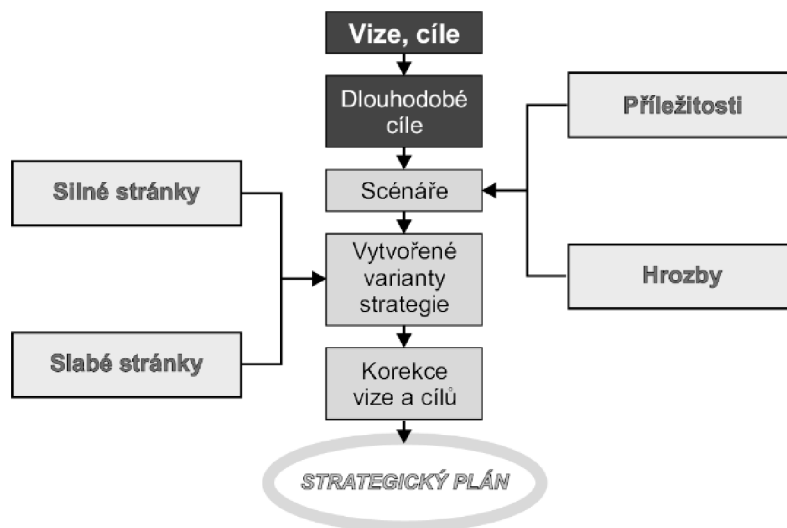 Vize, cíle
Dlouhodobé
cíle
Příležitosti
Silné stránky
Scénáře
Vytvořené
varianty
strategie
Hrozby
Slabé stránky
Korekce
vize a cílů
STRATEGICKÝ PLÁN